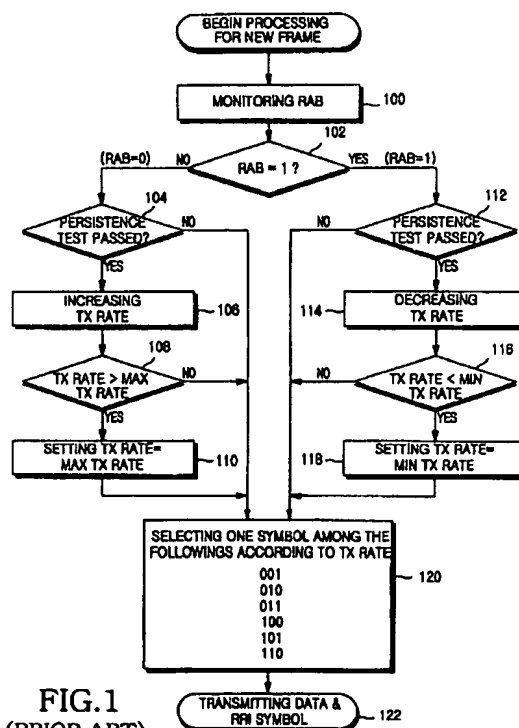 BEGIN PROCESSING
FOR NEW FRAME
MONITORING RAB
100
102
(RAB=0)
NO
RAB = 1 ?
YES
(RAB=1)
104
PERSISTENCE
TEST PASSED?
NO
YES
112
NO
PERSISTENCE
TEST PASSED?
YES
INCREASING
TX RATE
106
114
DECREASING
TX RATE
108
TX RATE > MAX
TX RATE
NO
YES
116
NO
TX RATE < MIN
TX RATE
YES
SETTING TX RATE=
MAX TX RATE
110
118
SETTING TX RATE=
MIN TX RATE
SELECTING ONE SYMBOL AMONG THE
FOLLOWINGS ACCORDING TO TX RATE
001
010
011
100
101
110
120
FIG.1
(PRIOR ART)
TRANSMITTING DATA &
RRI SYMBOL
122